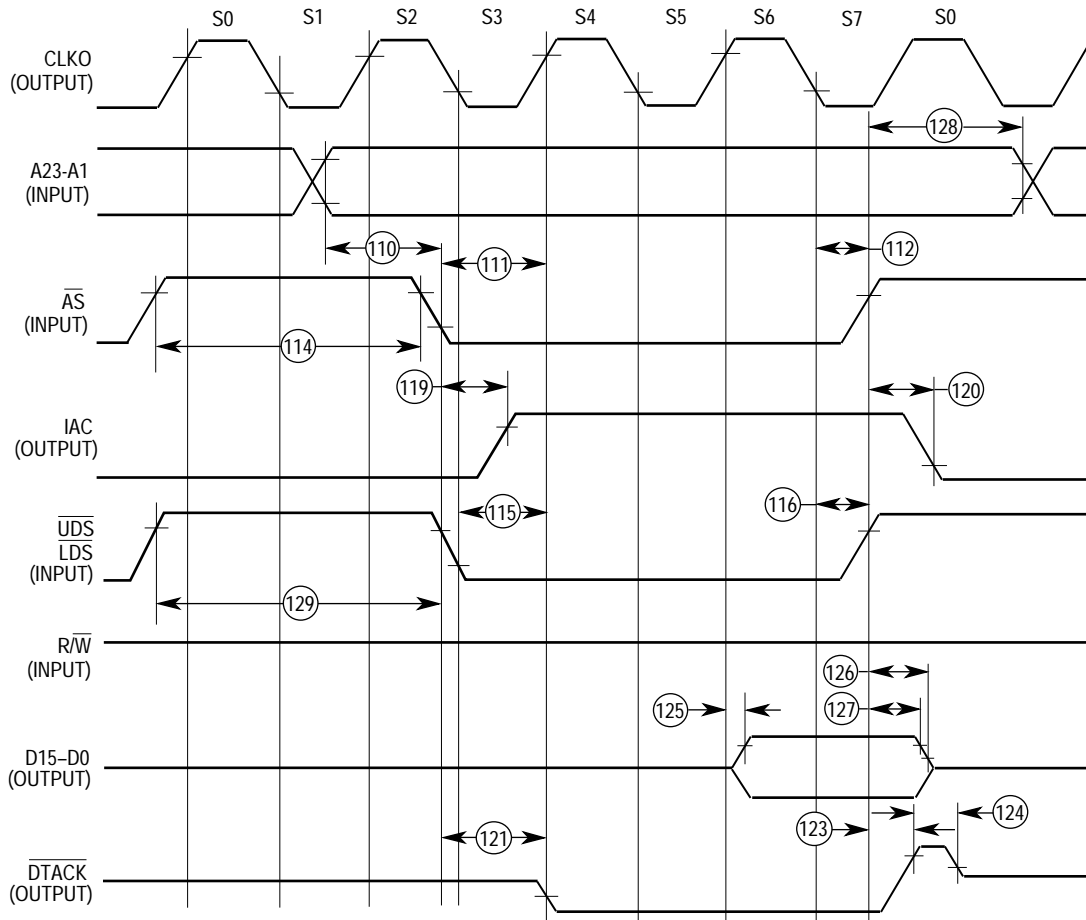 S0 S1 S2 S3 S4 S5 S6 S7 S0
CLKO
(OUTPUT)
128
A23-A1
(INPUT)
110
111
112
AS
(INPUT)
114
119
120
IAC
(OUTPUT)
115
116
UDS
LDS
(INPUT)
129
R/W
(INPUT)
126
125
127
D15–D0
(OUTPUT)
124
121
123
DTACK
(OUTPUT)